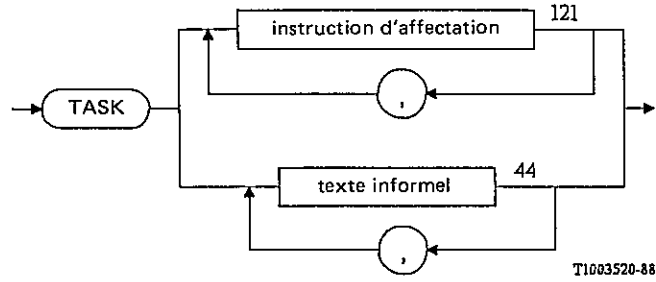 instruction d'affectation 121
,
TASK
texte informel 44
,
T1003520-88